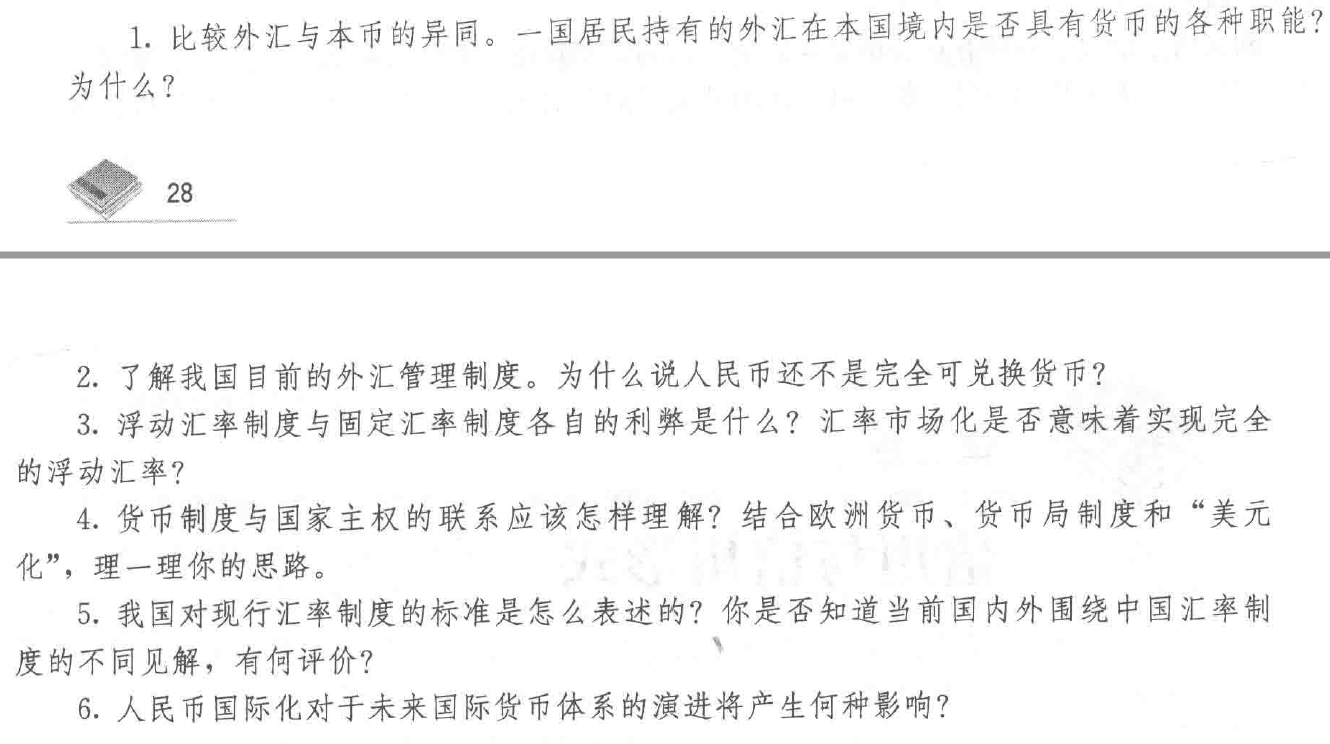 1. 比较外汇与本币的异同。一国居民持有的外汇在本国境内是否具有货币的各种职能?
为什么?
28
2. 了解我国目前的外汇管理制度。为什么说人民币还不是完全可兑换货币?
3. 浮动汇率制度与固定汇率制度各自的利弊是什么? 汇率市场化是否意味着实现完全
的浮动汇率?
4. 货币制度与国家主权的联系应该怎样理解? 结合欧洲货币、货币局制度和“美元
化”，理一理你的思路。
5. 我国对现行汇率制度的标准是怎么表述的? 你是否知道当前国内外围绕中国汇率制
度的不同见解，有何评价?
6. 人民币国际化对于未来国际货币体系的演进将产生何种影响?